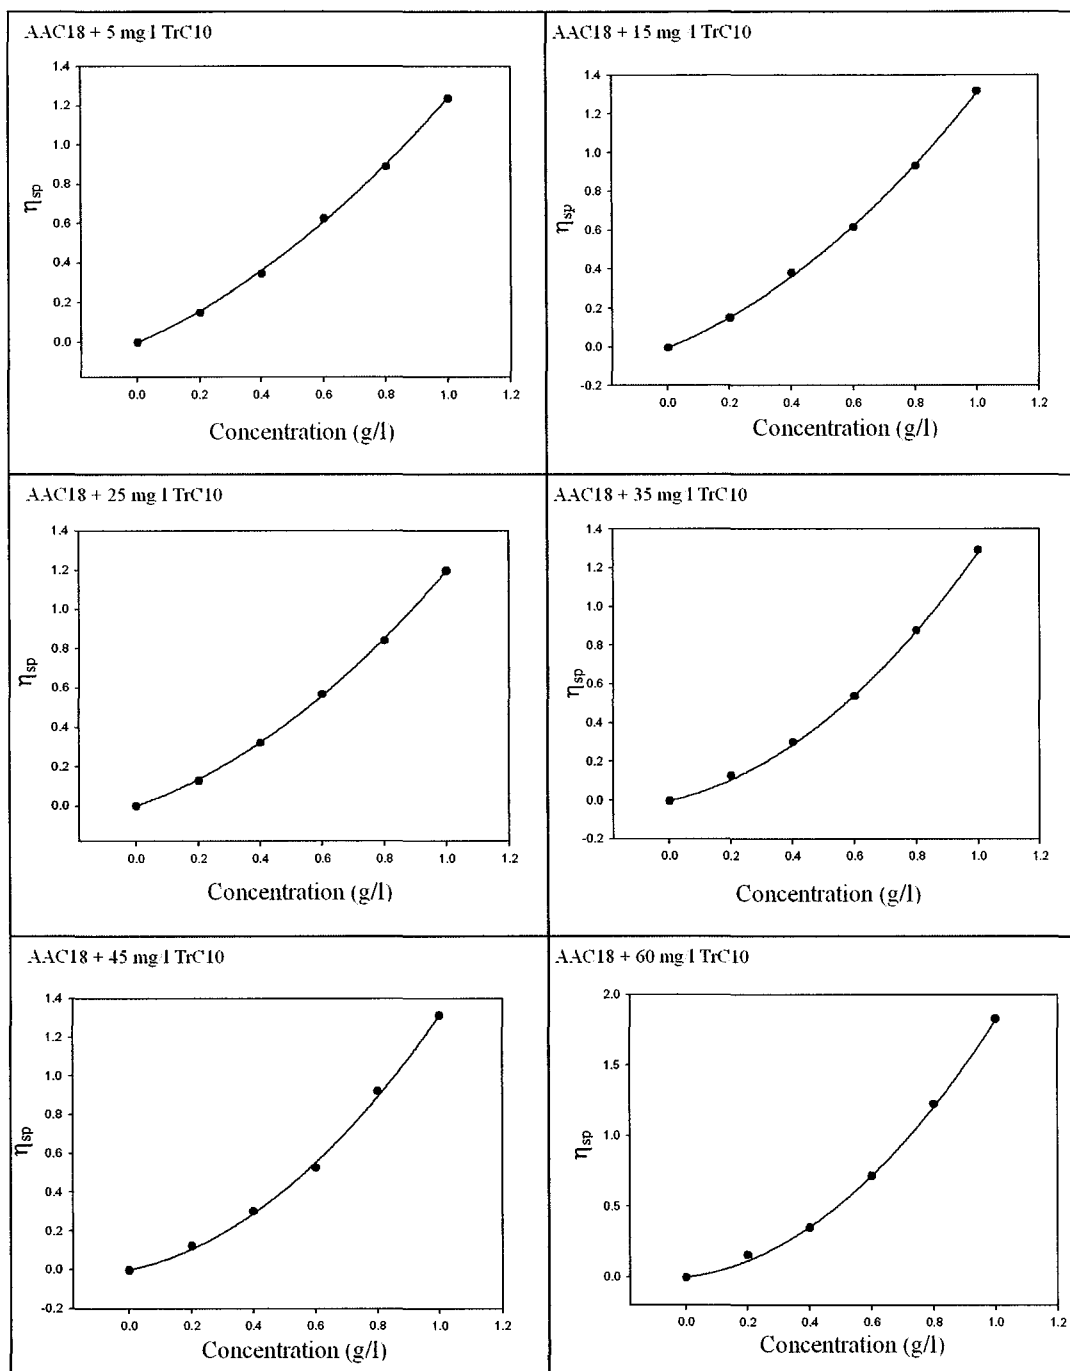 AAC18 + 5 mg/l TrC10
1.4
1.2
1.0
0.8
0.6
0.4
0.2
0.0
ηsp
0.0 0.2 0.4 0.6 0.8 1.0 1.2
Concentration (g/l)
AAC18 + 15 mg/l TrC10
1.4
1.2
1.0
0.8
0.6
0.4
0.2
0.0
-0.2
ηsp
0.0 0.2 0.4 0.6 0.8 1.0 1.2
Concentration (g/l)
AAC18 + 25 mg/l TrC10
1.4
1.2
1.0
0.8
0.6
0.4
0.2
0.0
ηsp
0.0 0.2 0.4 0.6 0.8 1.0 1.2
Concentration (g/l)
AAC18 + 35 mg/l TrC10
1.4
1.2
1.0
0.8
0.6
0.4
0.2
0.0
-0.2
ηsp
0.0 0.2 0.4 0.6 0.8 1.0 1.2
Concentration (g/l)
AAC18 + 45 mg/l TrC10
1.4
1.2
1.0
0.8
0.6
0.4
0.2
0.0
-0.2
ηsp
0.0 0.2 0.4 0.6 0.8 1.0 1.2
Concentration (g/l)
AAC18 + 60 mg/l TrC10
2.0
1.5
1.0
0.5
0.0
ηsp
0.0 0.2 0.4 0.6 0.8 1.0 1.2
Concentration (g/l)